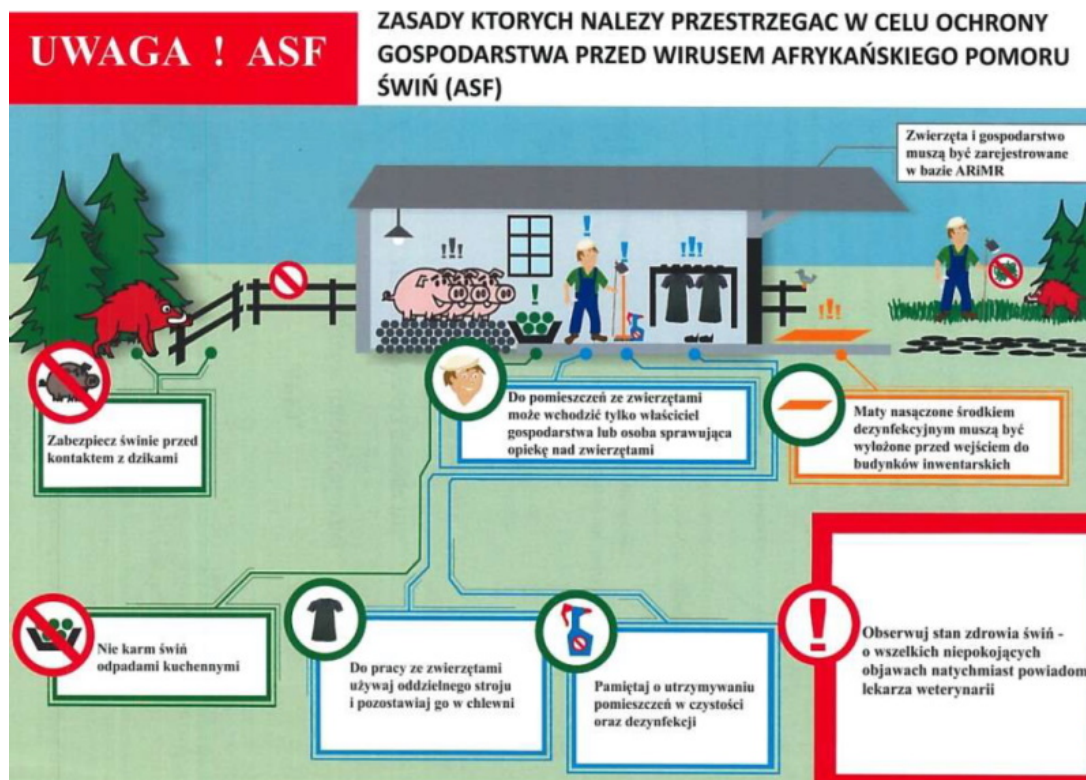 UWAGA ! ASF
ZASADY KTORYCH NALEZY PRZESTRZEGAC W CELU OCHRONY
GOSPODARSTWA PRZED WIRUSEM AFRYKAŃSKIEGO POMORU
ŚWIŃ (ASF)
Zwierzęta i gospodarstwo
muszą być zarejestrowane
w bazie ARiMR
Zabezpiecz świnie przed
kontaktem z dzikami
Do pomieszczeń ze zwierzętami
może wchodzić tylko właściciel
gospodarstwa lub osoba sprawująca
opiekę nad zwierzętami
Maty nasączone środkiem
dezynfekcyjnym muszą być
wyłożone przed wejściem do
budynków inwentarskich
Nie karm świń
odpadami kuchennymi
Do pracy ze zwierzętami
używaj oddzielnego stroju
i pozostawiaj go w chlewni
Pamiętaj o utrzymywaniu
pomieszczeń w czystości
oraz dezynfekcji
Obserwuj stan zdrowia świń -
o wszelkich niepokojących
objawach natychmiast powiadom
lekarza weterynarii